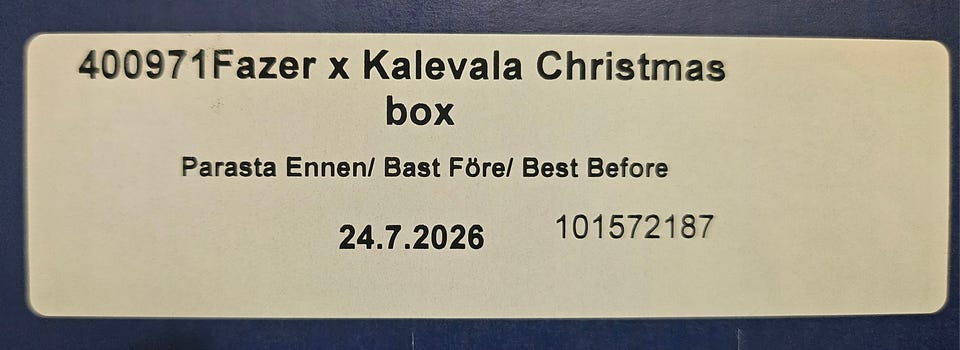 400971Fazer x Kalevala Christmas
box
Parasta Ennen/ Bast Före/ Best Before
24.7.2026 101572187